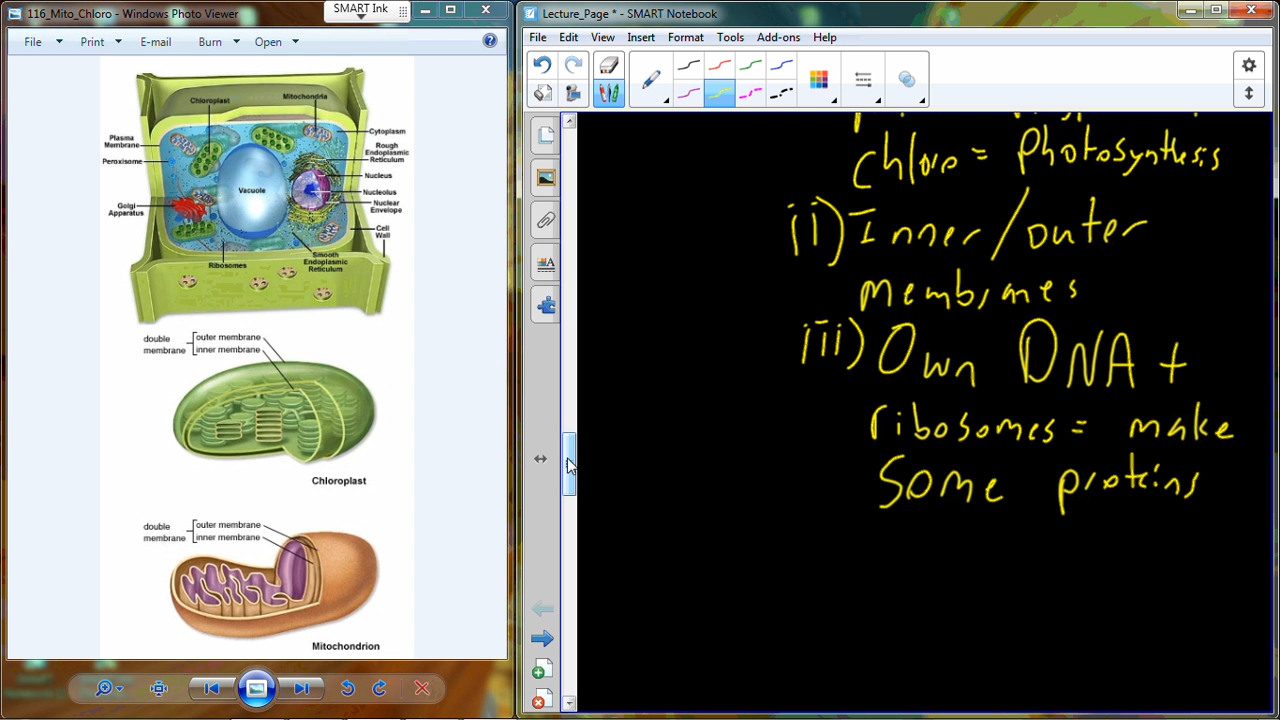 116_Mito_Chloro - Windows Photo Viewer
SMART Ink
File Print E-mail Burn Open
Chloroplast
Mitochondria
Plasma
Membrane
Peroxisome
Golgi
Apparatus
Vacuole
Ribosomes
Cytoplasm
Rough
Endoplasmic
Reticulum
Nucleus
Nucleolus
Nuclear
Envelope
Cell
Wall
Smooth
Endoplasmic
Reticulum
double
membrane
outer membrane
inner membrane
Chloroplast
double
membrane
outer membrane
inner membrane
Mitochondrion
Lecture_Page * - SMART Notebook
File Edit View Insert Format Tools Add-ons Help
chloro = Photosynthesis
ii) Inner/outer
membranes
iii) Own DNA +
ribosomes = make
Some proteins